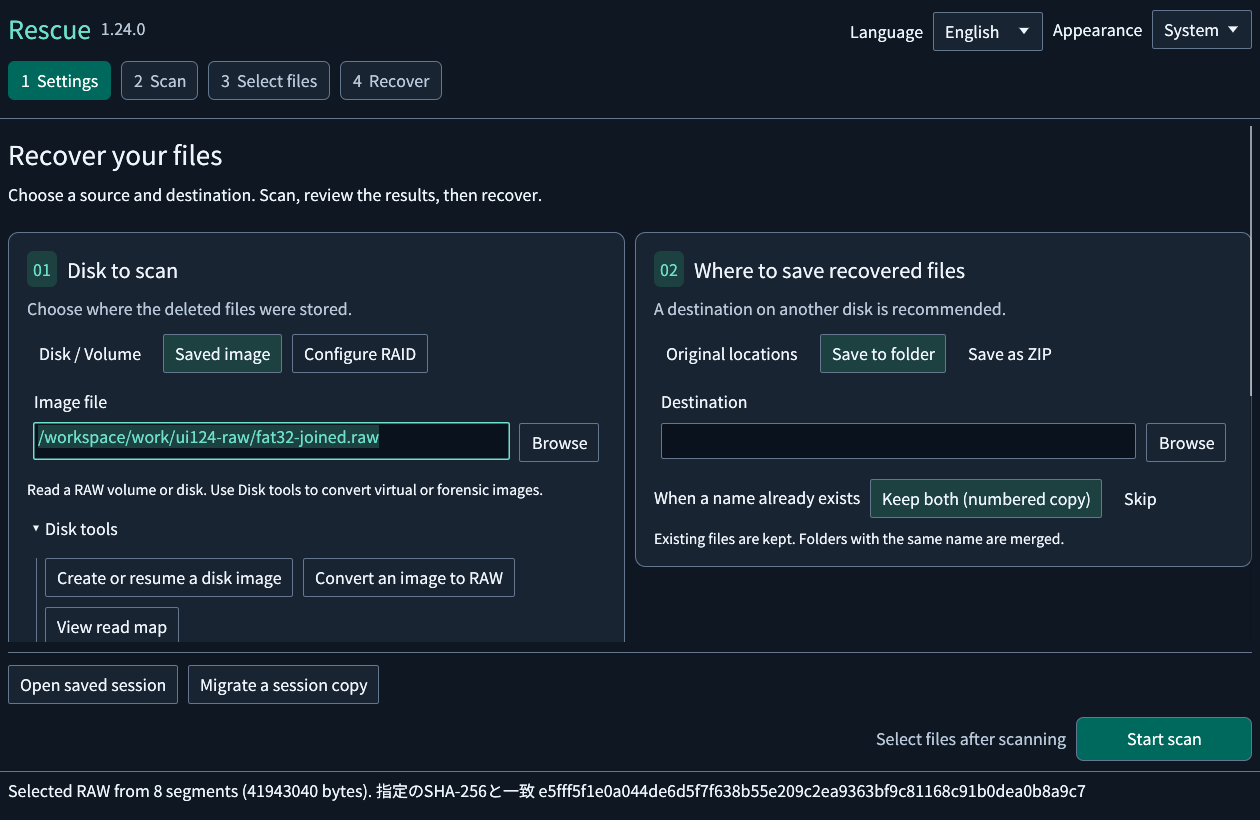 Rescue 1.24.0
Language English Appearance System
1 Settings 2 Scan 3 Select files 4 Recover
Recover your files
Choose a source and destination. Scan, review the results, then recover.
01 Disk to scan
Choose where the deleted files were stored.
Disk / Volume Saved image Configure RAID
Image file
/workspace/work/ui124-raw/fat32-joined.raw Browse
Read a RAW volume or disk. Use Disk tools to convert virtual or forensic images.
Disk tools
Create or resume a disk image Convert an image to RAW
View read map
02 Where to save recovered files
A destination on another disk is recommended.
Original locations Save to folder Save as ZIP
Destination
Browse
When a name already exists Keep both (numbered copy) Skip
Existing files are kept. Folders with the same name are merged.
Open saved session Migrate a session copy
Select files after scanning Start scan
Selected RAW from 8 segments (41943040 bytes). 指定のSHA-256と一致 e5fff5f1e0a044de6d5f7f638b55e209c2ea9363bf9c81168c91b0dea0b8a9c7